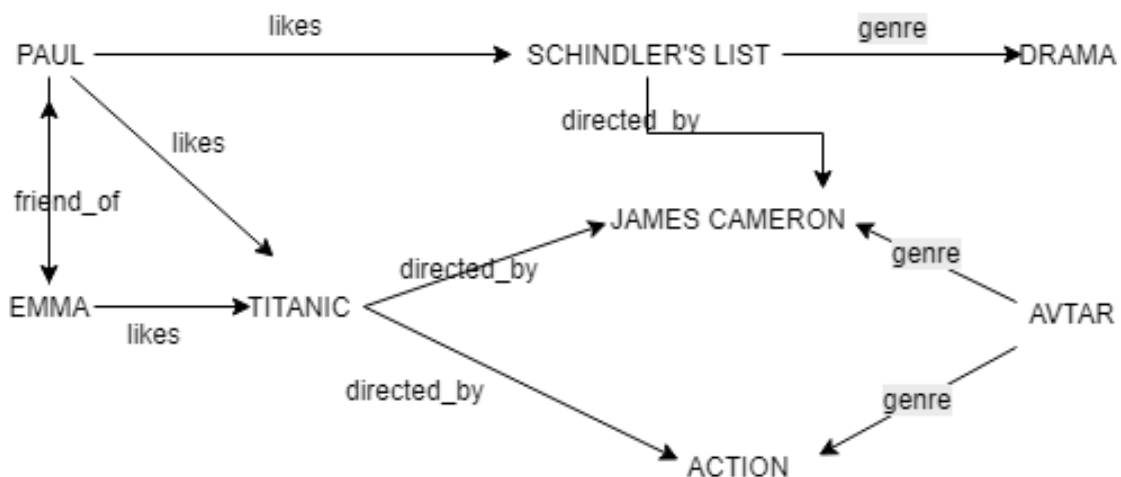 likes
genre
PAUL
SCHINDLER'S LIST
DRAMA
directed_by
likes
friend_of
JAMES CAMERON
genre
directed_by
EMMA
TITANIC
AVTAR
likes
directed_by
genre
ACTION